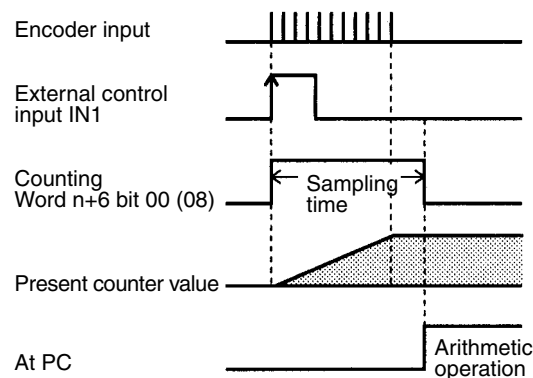 Encoder input
External control
input IN1
Counting
Word n+6 bit 00 (08)
Sampling
time
Present counter value
At PC
Arithmetic
operation